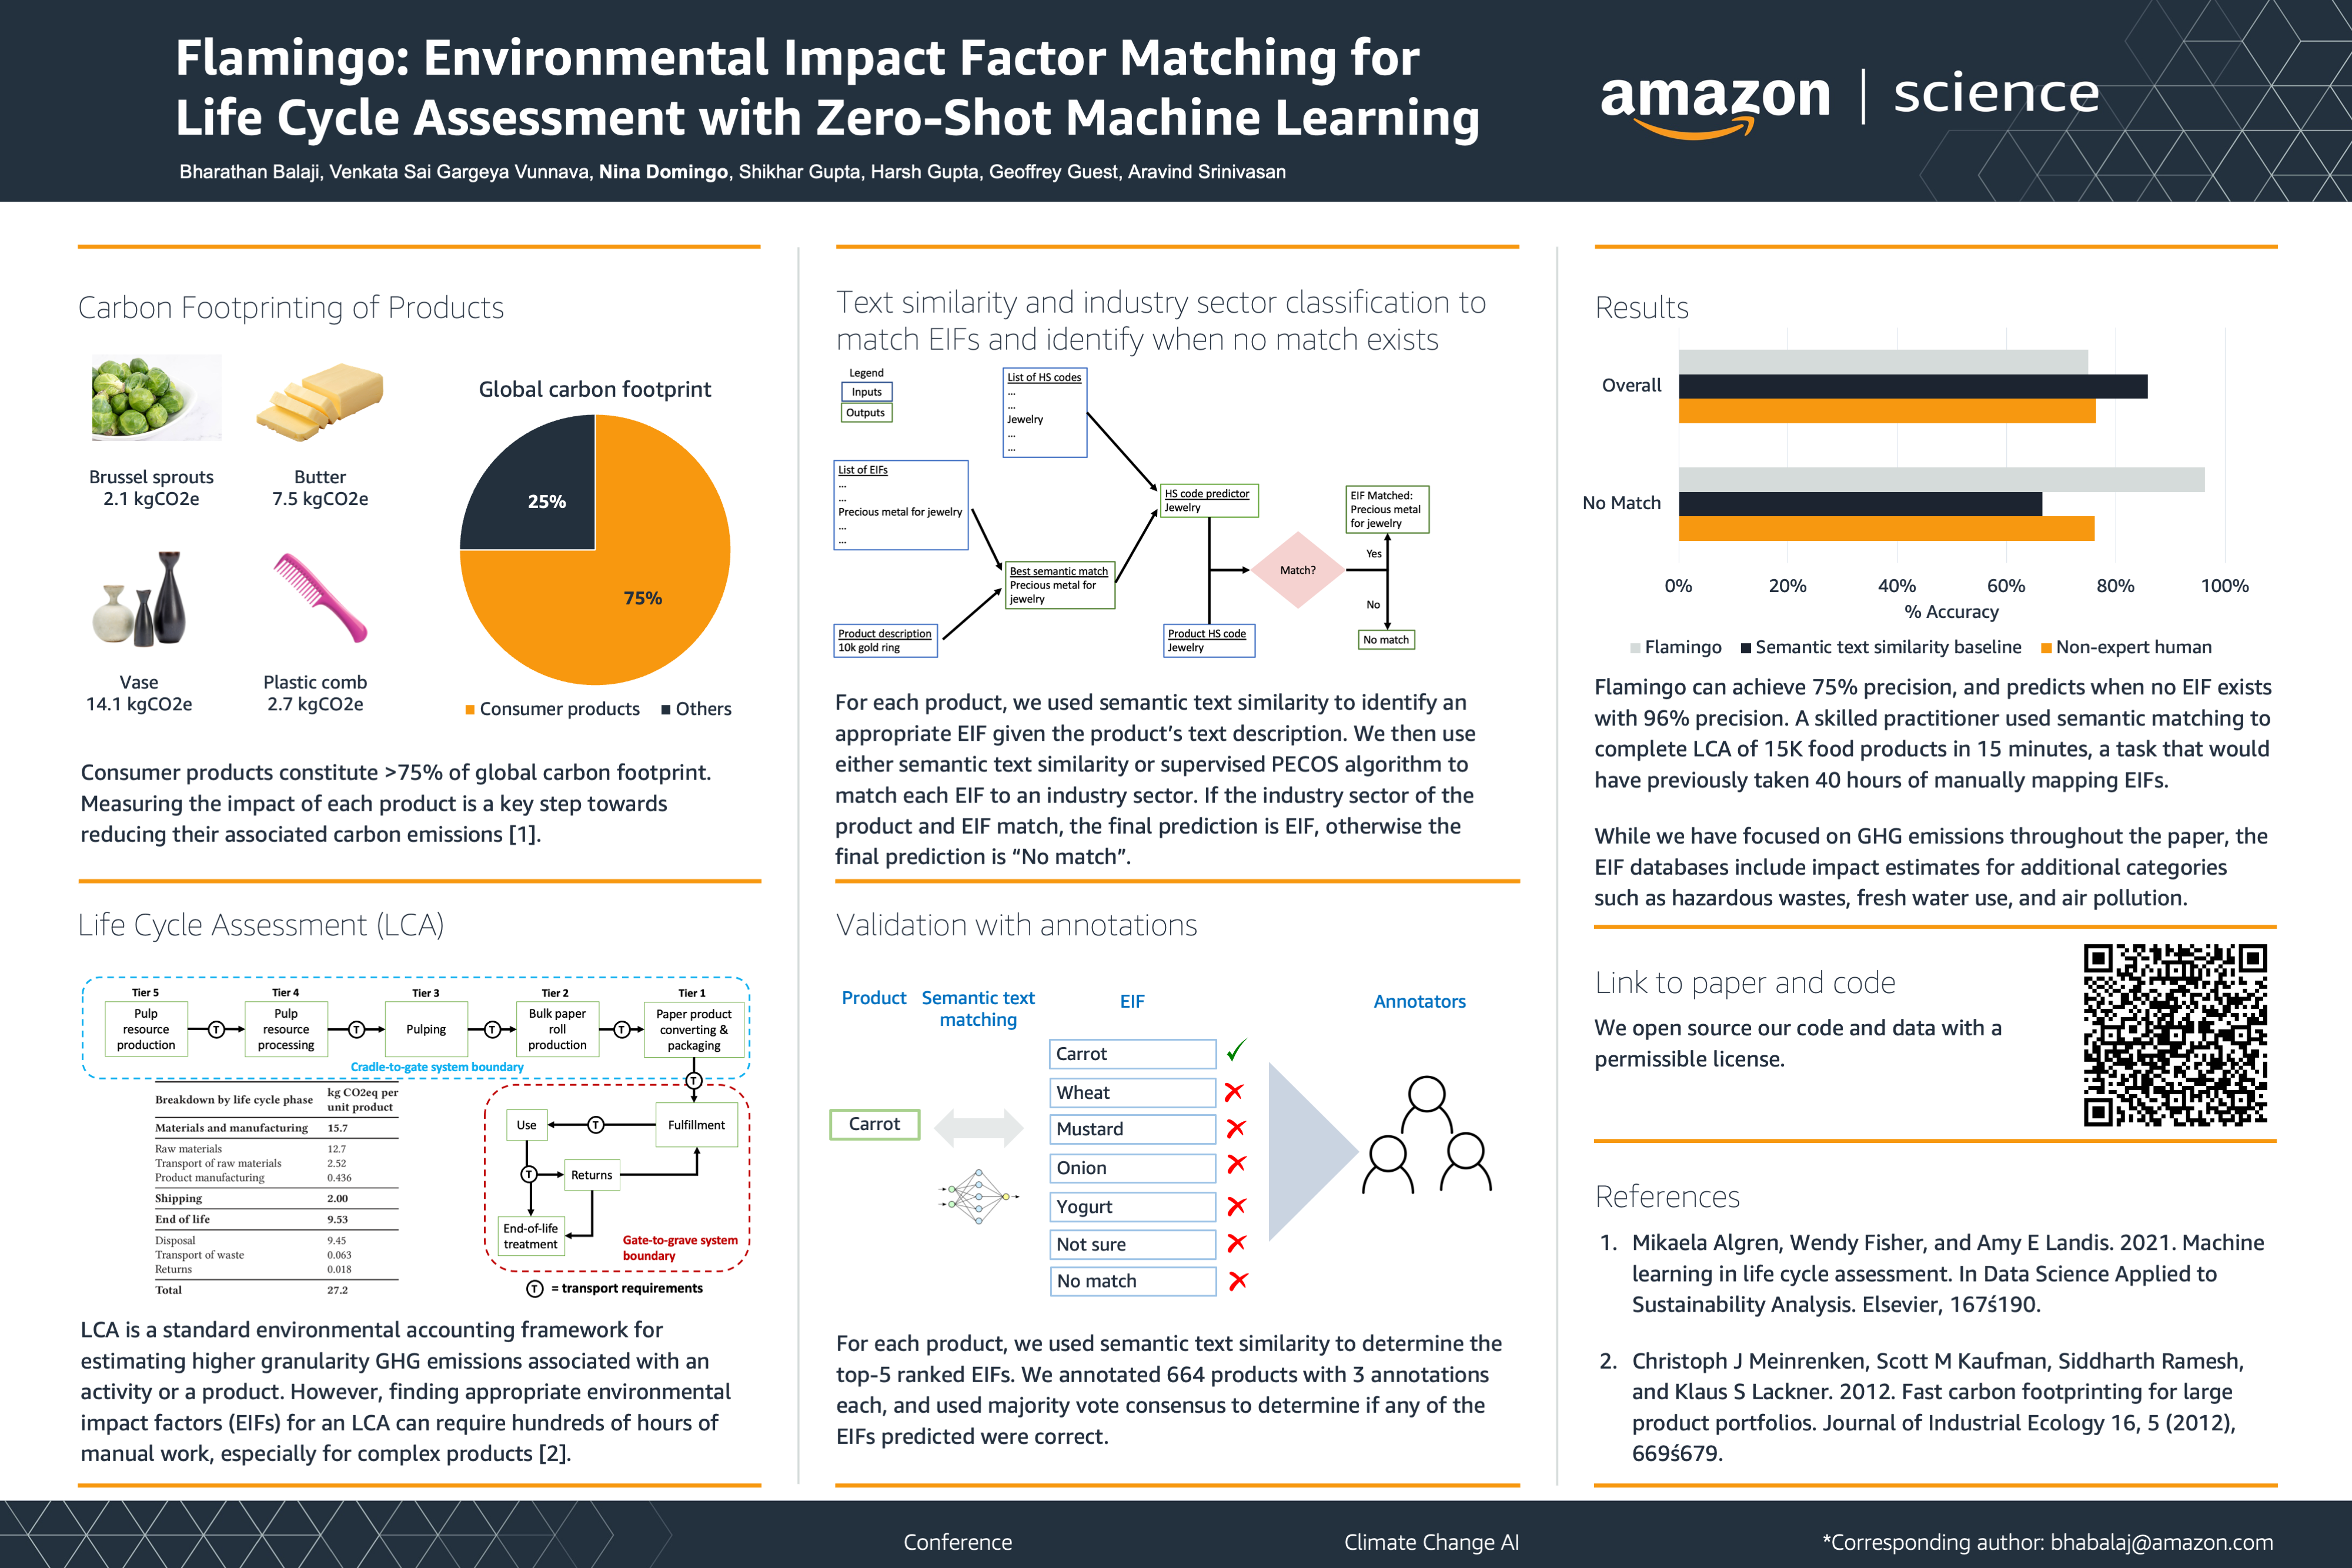 Flamingo: Environmental Impact Factor Matching for
Life Cycle Assessment with Zero-Shot Machine Learning
Bharathan Balaji, Venkata Sai Gargeya Vunnava, Nina Domingo, Shikhar Gupta, Harsh Gupta, Geoffrey Guest, Aravind Srinivasan
amazon | science
Carbon Footprinting of Products
Brussel sprouts
2.1 kgCO2e
Butter
7.5 kgCO2e
Vase
14.1 kgCO2e
Plastic comb
2.7 kgCO2e
Global carbon footprint
25%
75%
Consumer products
Others
Consumer products constitute >75% of global carbon footprint.
Measuring the impact of each product is a key step towards
reducing their associated carbon emissions [1].
Life Cycle Assessment (LCA)
Tier 5
Tier 4
Tier 3
Tier 2
Tier 1
Pulp
resource
production
T
Pulp
resource
processing
T
Pulping
T
Bulk paper
roll
production
T
Paper product
converting &
packaging
Cradle-to-gate system boundary
T
Breakdown by life cycle phase
kg CO2eq per
unit product
Materials and manufacturing 15.7
Raw materials 12.7
Transport of raw materials 2.52
Product manufacturing 0.436
Shipping 2.00
End of life 9.53
Disposal 9.45
Transport of waste 0.063
Returns 0.018
Total 27.2
Use
T
Fulfillment
T
Returns
End-of-life
treatment
Gate-to-grave system
boundary
T = transport requirements
LCA is a standard environmental accounting framework for
estimating higher granularity GHG emissions associated with an
activity or a product. However, finding appropriate environmental
impact factors (EIFs) for an LCA can require hundreds of hours of
manual work, especially for complex products [2].
Text similarity and industry sector classification to
match EIFs and identify when no match exists
Legend
Inputs
Outputs
List of HS codes
...
...
Jewelry
...
...
List of EIFs
...
...
Precious metal for jewelry
...
...
HS code predictor
Jewelry
EIF Matched:
Precious metal
for jewelry
Yes
Match?
Best semantic match
Precious metal for
jewelry
No
Product description
10k gold ring
Product HS code
Jewelry
No match
For each product, we used semantic text similarity to identify an
appropriate EIF given the product’s text description. We then use
either semantic text similarity or supervised PECOS algorithm to
match each EIF to an industry sector. If the industry sector of the
product and EIF match, the final prediction is EIF, otherwise the
final prediction is “No match”.
Validation with annotations
Product
Semantic text
matching
EIF
Annotators
Carrot
Carrot
Wheat
Mustard
Onion
Yogurt
Not sure
No match
For each product, we used semantic text similarity to determine the
top-5 ranked EIFs. We annotated 664 products with 3 annotations
each, and used majority vote consensus to determine if any of the
EIFs predicted were correct.
Results
Overall
No Match
0% 20% 40% 60% 80% 100%
% Accuracy
Flamingo
Semantic text similarity baseline
Non-expert human
Flamingo can achieve 75% precision, and predicts when no EIF exists
with 96% precision. A skilled practitioner used semantic matching to
complete LCA of 15K food products in 15 minutes, a task that would
have previously taken 40 hours of manually mapping EIFs.
While we have focused on GHG emissions throughout the paper, the
EIF databases include impact estimates for additional categories
such as hazardous wastes, fresh water use, and air pollution.
Link to paper and code
We open source our code and data with a
permissible license.
References
1. Mikaela Algren, Wendy Fisher, and Amy E Landis. 2021. Machine
learning in life cycle assessment. In Data Science Applied to
Sustainability Analysis. Elsevier, 167ś190.
2. Christoph J Meinrenken, Scott M Kaufman, Siddharth Ramesh,
and Klaus S Lackner. 2012. Fast carbon footprinting for large
product portfolios. Journal of Industrial Ecology 16, 5 (2012),
669ś679.
Conference
Climate Change AI
*Corresponding author: bhabalaj@amazon.com